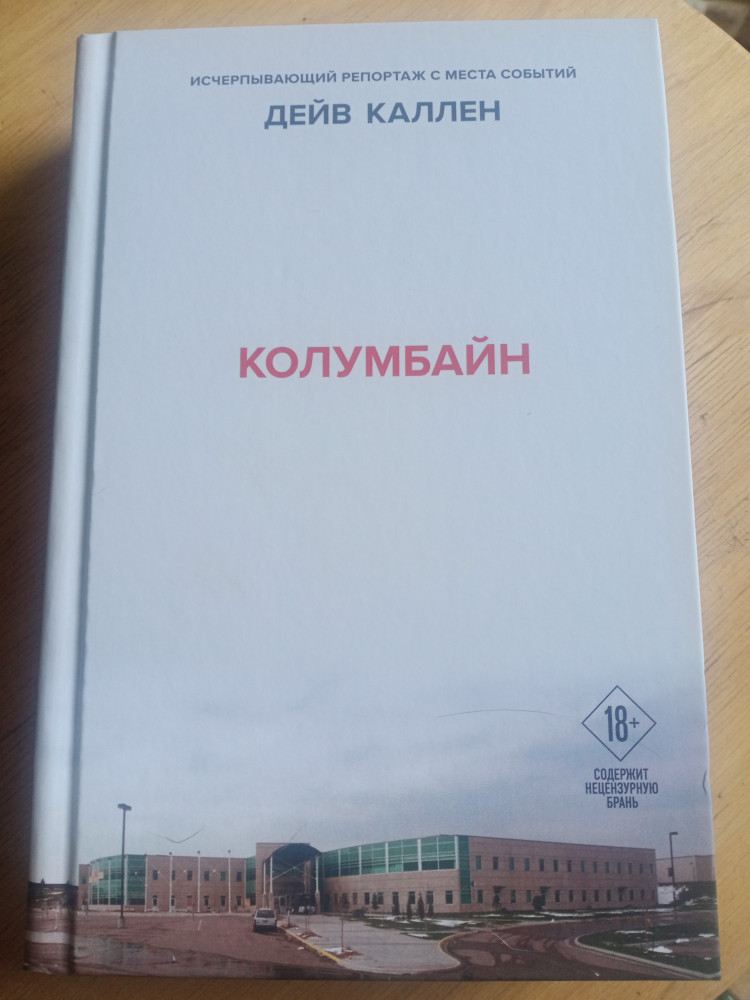 ИСЧЕРПЫВАЮЩИЙ РЕПОРТАЖ С МЕСТА СОБЫТИЙ
ДЕЙВ КАЛЛЕН
КОЛУМБАЙН
18+
СОДЕРЖИТ
НЕЦЕНЗУРНУЮ
БРАНЬ